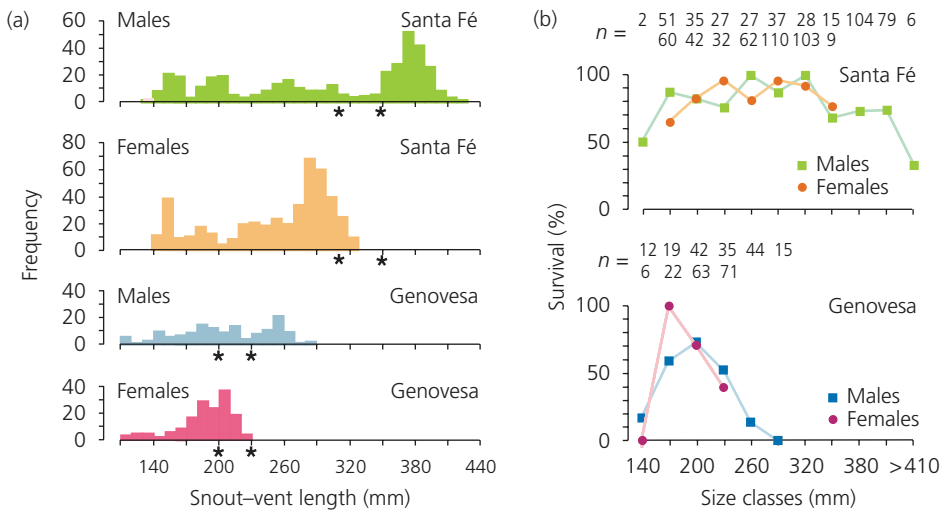 (a)
Males
Santa Fé
60
40
20
0
* *
Females
Santa Fé
80
60
40
20
0
* *
Males
Genovesa
40
20
0
* *
Females
Genovesa
40
20
0
* *
140 200 260 320 380 440
Snout–vent length (mm)
Frequency
(b)
n = 2 51 35 27 27 37 28 15 104 79 6
60 42 32 62 110 103 9
Santa Fé
100
50
0
Males
Females
n = 12 19 42 35 44 15
6 22 63 71
Genovesa
100
50
0
Males
Females
140 200 260 320 380 >410
Size classes (mm)
Survival (%)